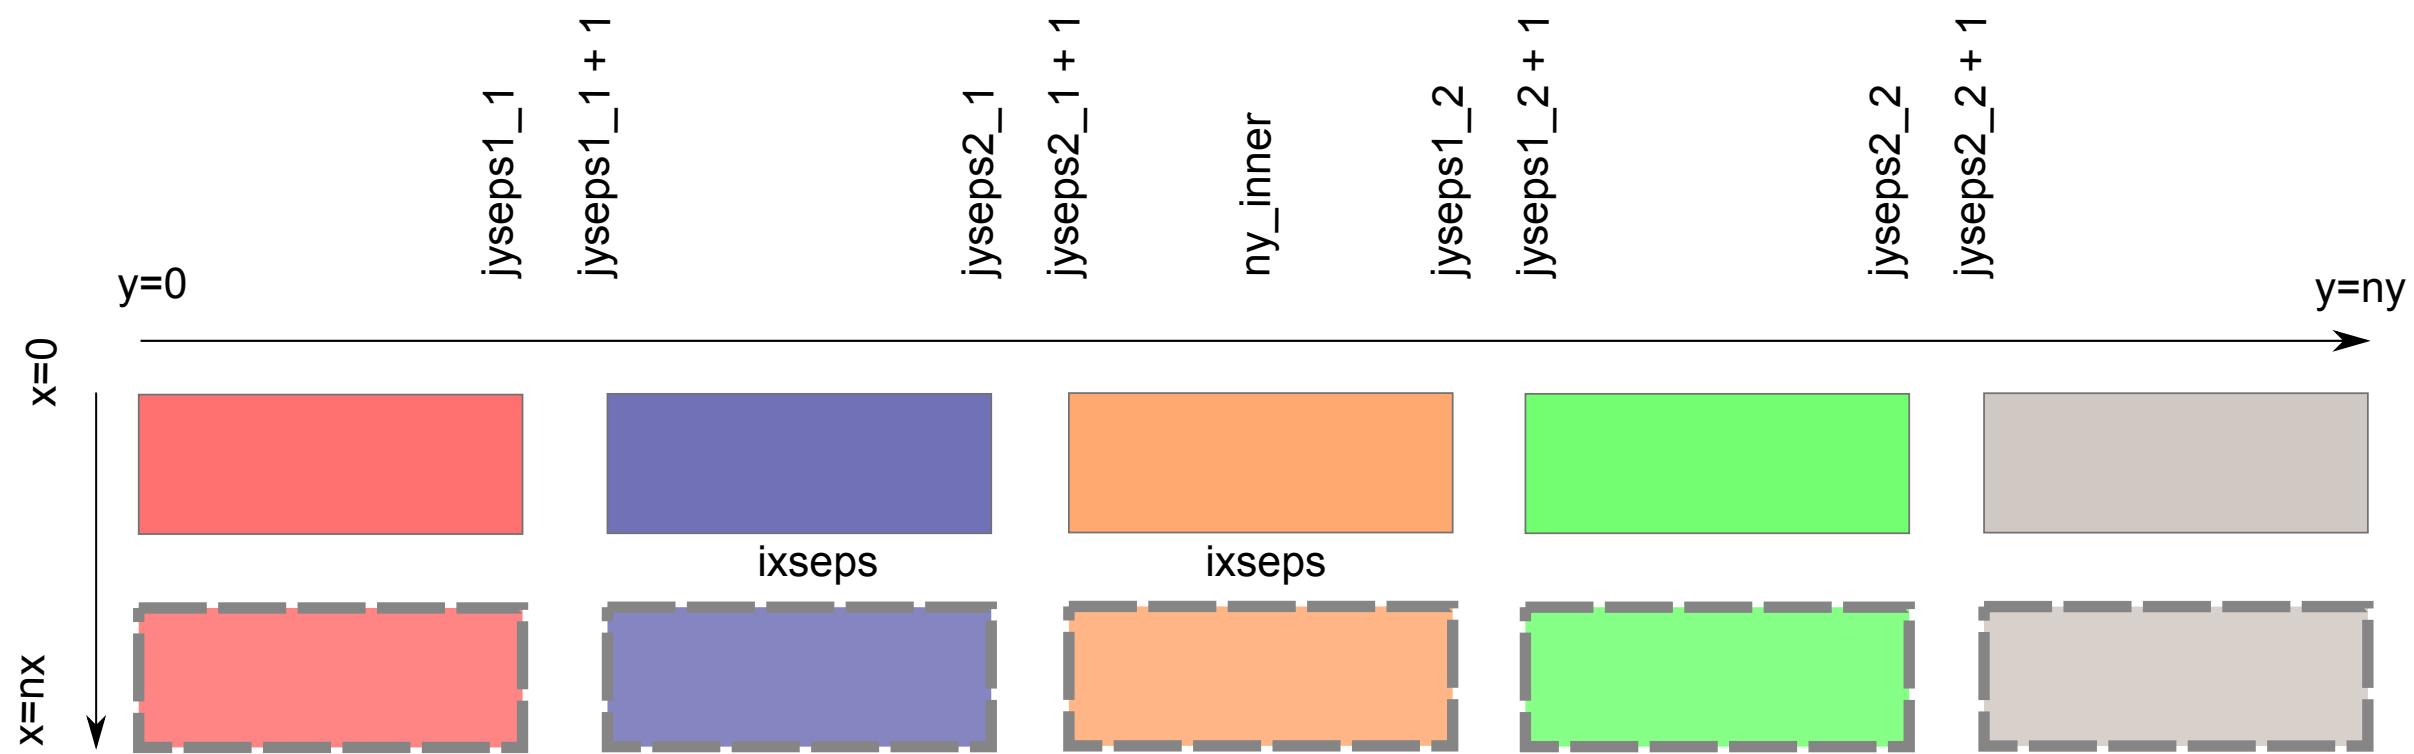 jyseps1_1
jyseps1_1 + 1
jyseps2_1
jyseps2_1 + 1
ny_inner
jyseps1_2
jyseps1_2 + 1
jyseps2_2
jyseps2_2 + 1
y=0
y=ny
x=0
ixseps
ixseps
x=nx